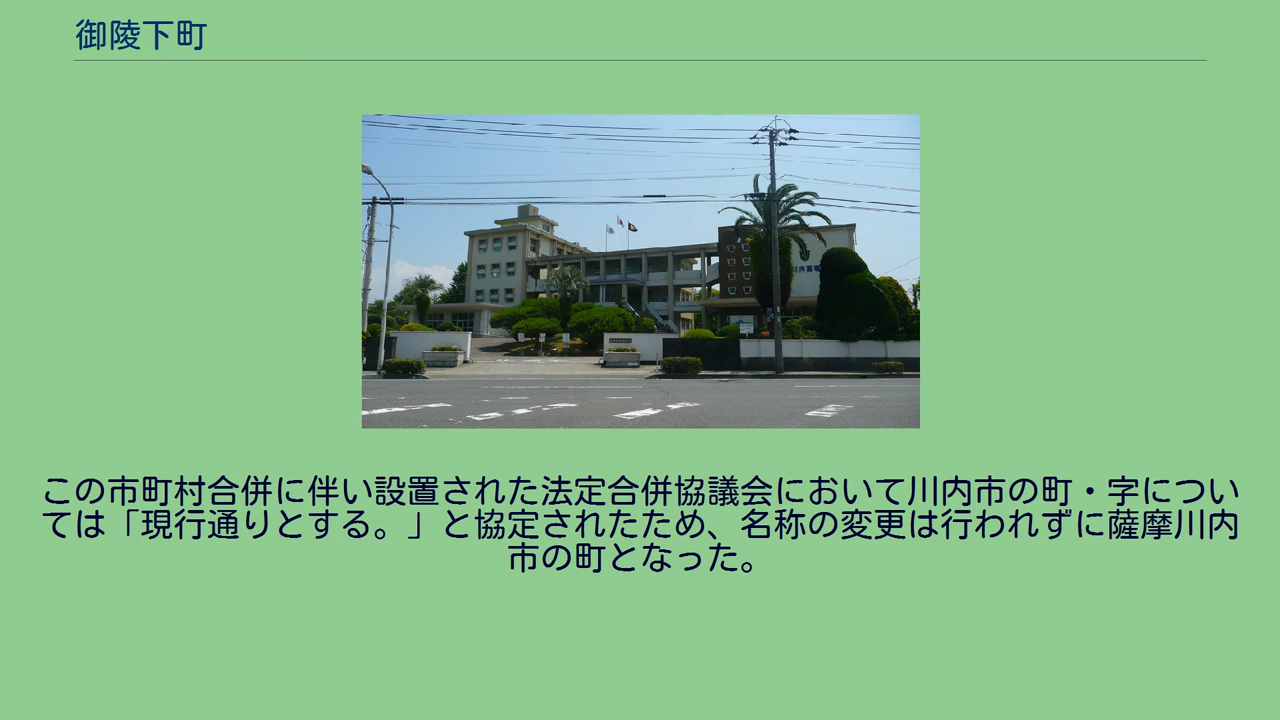 御陵下町
この市町村合併に伴い設置された法定合併協議会において川内市の町・字につい
ては「現行通りとする。」と協定されたため、名称の変更は行われずに薩摩川内
市の町となった。